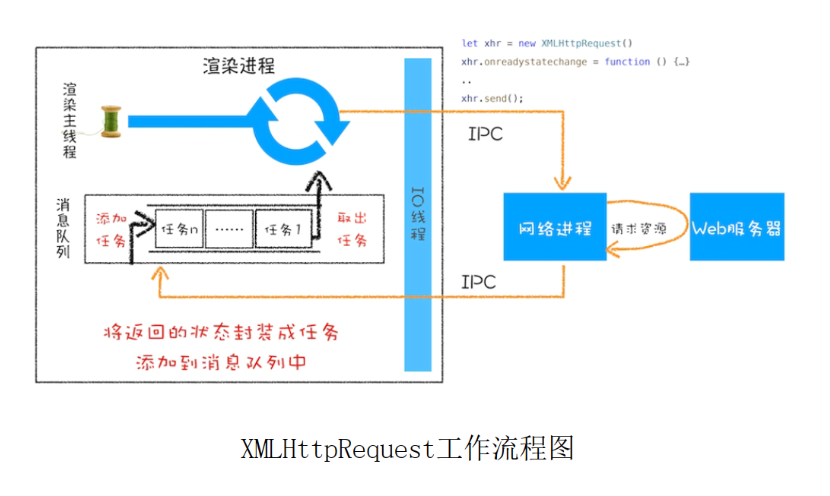 let xhr = new XMLHttpRequest()
xhr.onreadystatechange = function () {…}
..
xhr.send();
渲染进程
渲染主线程
IPC
消息队列
添加
任务
任务n
……
任务1
取出
任务
IO线程
网络进程
请求资源
Web服务器
IPC
将返回的状态封装成任务
添加到消息队列中
XMLHttpRequest工作流程图